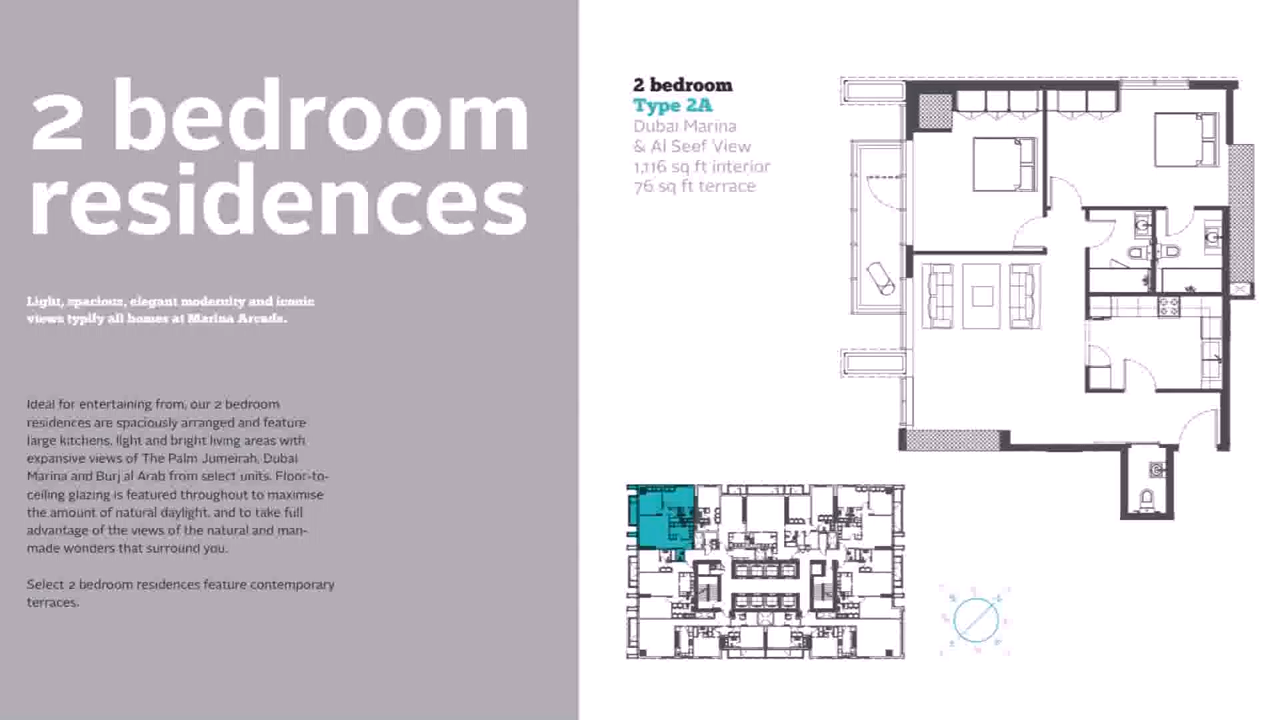 2 bedroom
residences
Light, spacious, elegant modernity and iconic
views typify all homes at Marina Arcade.
Ideal for entertaining from, our 2 bedroom
residences are spaciously arranged and feature
large kitchens, light and bright living areas with
expansive views of The Palm Jumeirah, Dubai
Marina and Burj al Arab from select units. Floor-to-
ceiling glazing is featured throughout to maximise
the amount of natural daylight, and to take full
advantage of the views of the natural and man-
made wonders that surround you.
Select 2 bedroom residences feature contemporary
terraces.
2 bedroom
Type 2A
Dubai Marina
& Al Seef View
1,116 sq ft interior
76 sq ft terrace